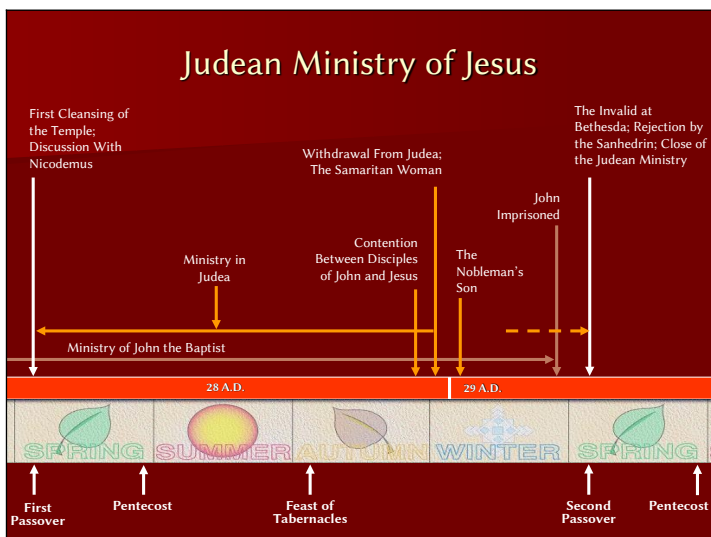 Judean Ministry of Jesus
First Cleansing of
the Temple;
Discussion With
Nicodemus
The Invalid at
Bethesda; Rejection by
the Sanhedrin; Close of
the Judean Ministry
Withdrawal From Judea;
The Samaritan Woman
John
Imprisoned
Contention
Between Disciples
of John and Jesus
The
Nobleman's
Son
Ministry in
Judea
Ministry of John the Baptist
28 A.D.
29 A.D.
SPRING
SUMMER
AUTUMN
WINTER
SPRING
S
First
Passover
Pentecost
Feast of
Tabernacles
Second
Passover
Pentecost